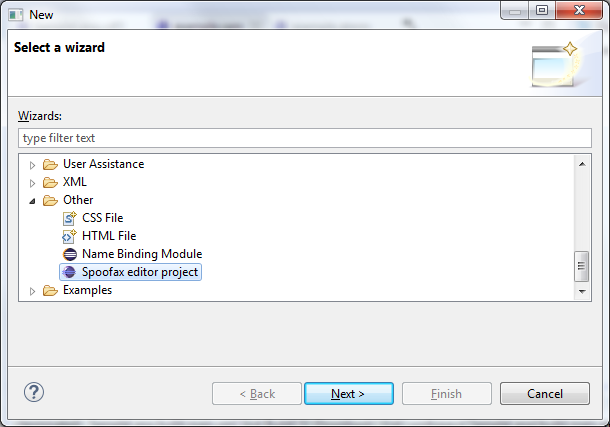 New
Select a wizard
Wizards:
type filter text
User Assistance
XML
Other
CSS File
HTML File
Name Binding Module
Spoofax editor project
Examples
?
< Back
Next >
Finish
Cancel